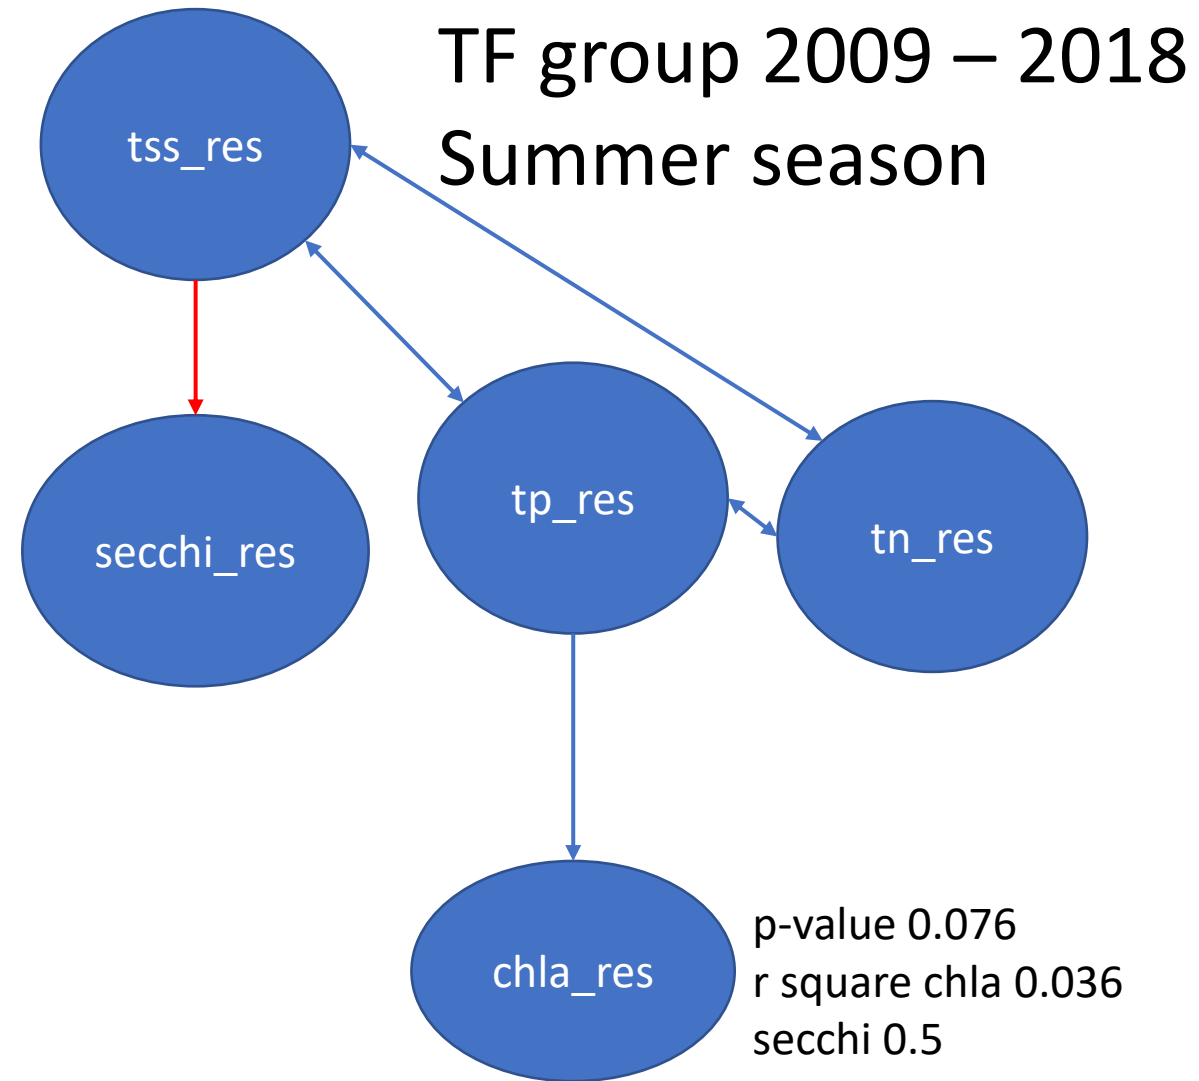 TF group 2009 – 2018
Summer season
tss_res
tp_res
tn_res
secchi_res
chla_res
p-value 0.076
r square chla 0.036
secchi 0.5